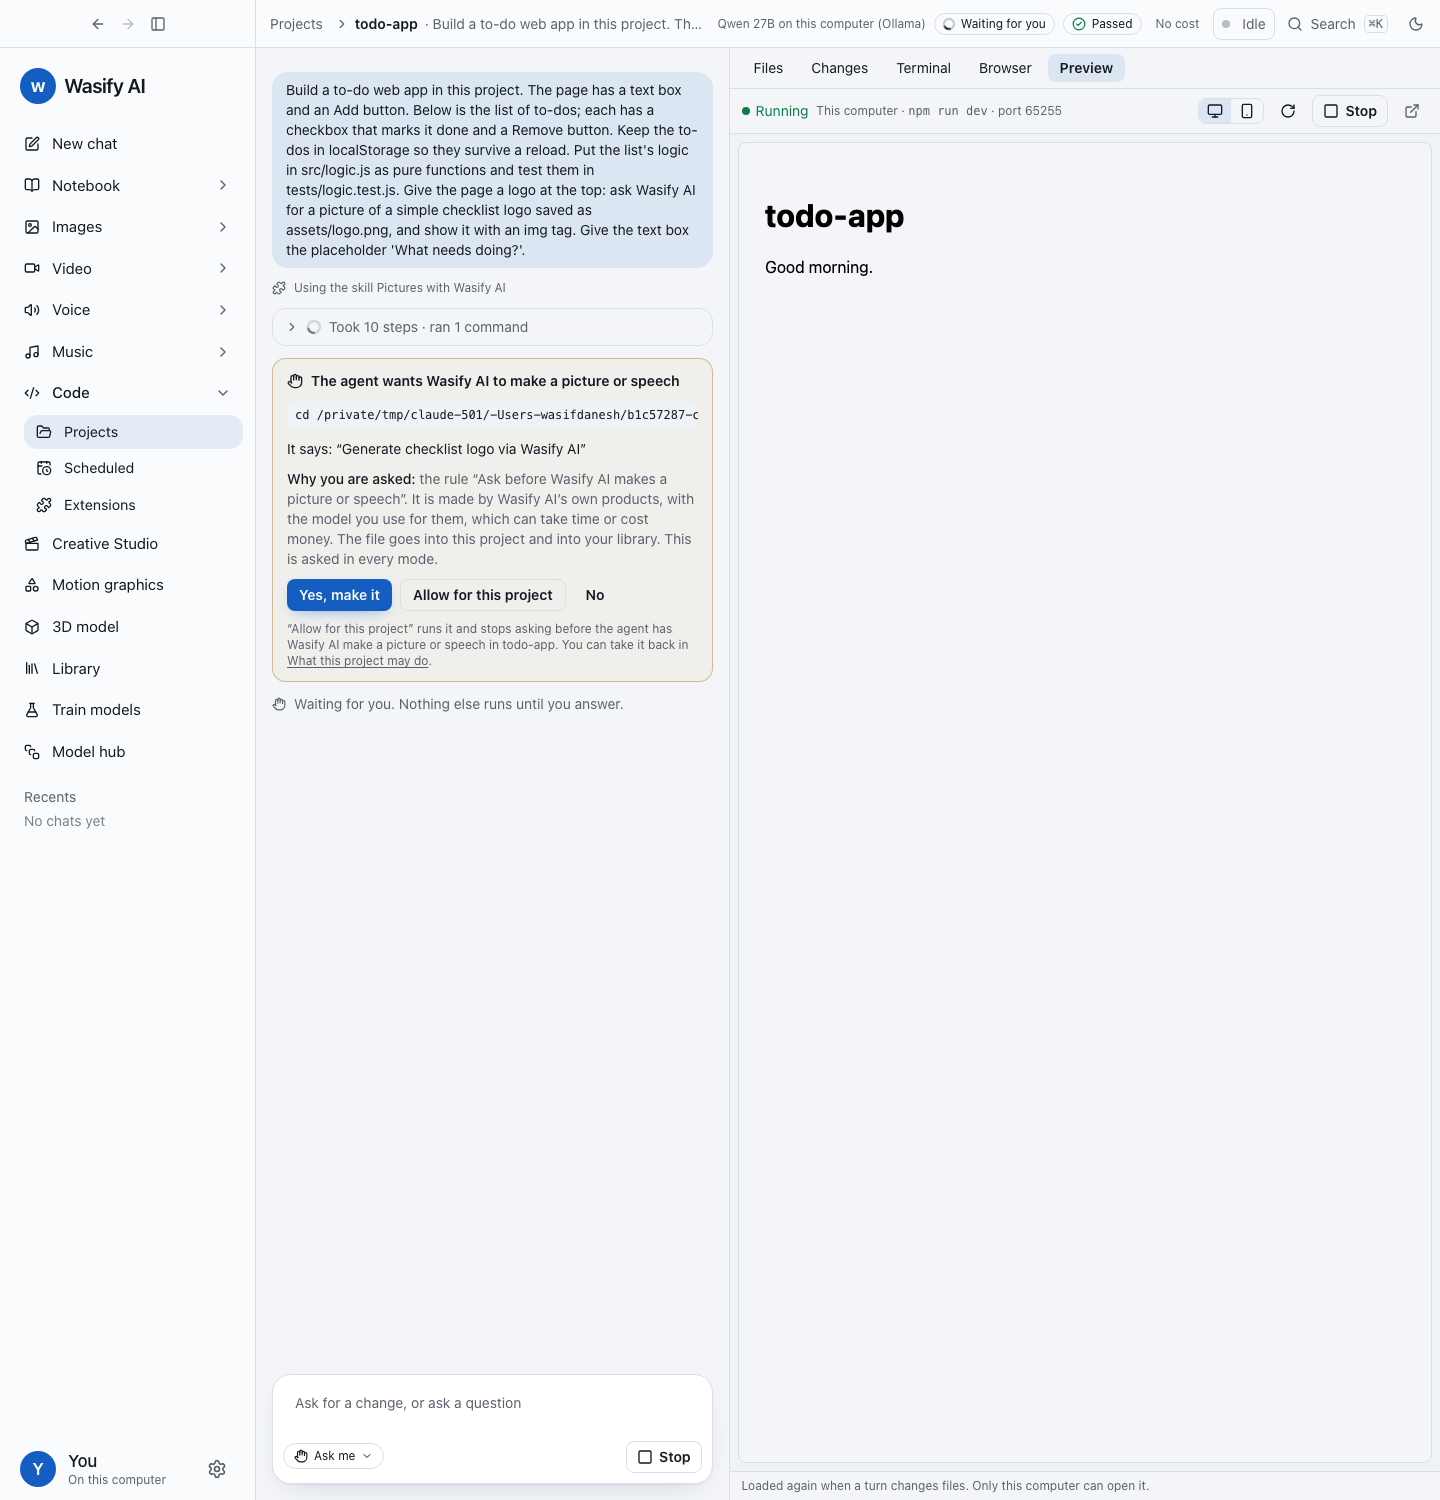 Projects > todo-app · Build a to-do web app in this project. Th... Qwen 27B on this computer (Ollama) Waiting for you Passed No cost Idle Search ⌘K
W Wasify AI
New chat
Notebook
Images
Video
Voice
Music
Code
Projects
Scheduled
Extensions
Creative Studio
Motion graphics
3D model
Library
Train models
Model hub
Recents
No chats yet
Y You
On this computer
Build a to-do web app in this project. The page has a text box
and an Add button. Below is the list of to-dos; each has a
checkbox that marks it done and a Remove button. Keep the to-
dos in localStorage so they survive a reload. Put the list's logic
in src/logic.js as pure functions and test them in
tests/logic.test.js. Give the page a logo at the top: ask Wasify AI
for a picture of a simple checklist logo saved as
assets/logo.png, and show it with an img tag. Give the text box
the placeholder 'What needs doing?'.
Using the skill Pictures with Wasify AI
Took 10 steps · ran 1 command
The agent wants Wasify AI to make a picture or speech
cd /private/tmp/claude-501/-Users-wasifdanesh/b1c57287-c
It says: “Generate checklist logo via Wasify AI”
Why you are asked: the rule “Ask before Wasify AI makes a
picture or speech”. It is made by Wasify AI’s own products, with
the model you use for them, which can take time or cost
money. The file goes into this project and into your library. This
is asked in every mode.
Yes, make it Allow for this project No
“Allow for this project” runs it and stops asking before the agent has
Wasify AI make a picture or speech in todo-app. You can take it back in
What this project may do.
Waiting for you. Nothing else runs until you answer.
Ask for a change, or ask a question
Ask me Stop
Files Changes Terminal Browser Preview
Running This computer · npm run dev · port 65255 Stop
todo-app
Good morning.
Loaded again when a turn changes files. Only this computer can open it.